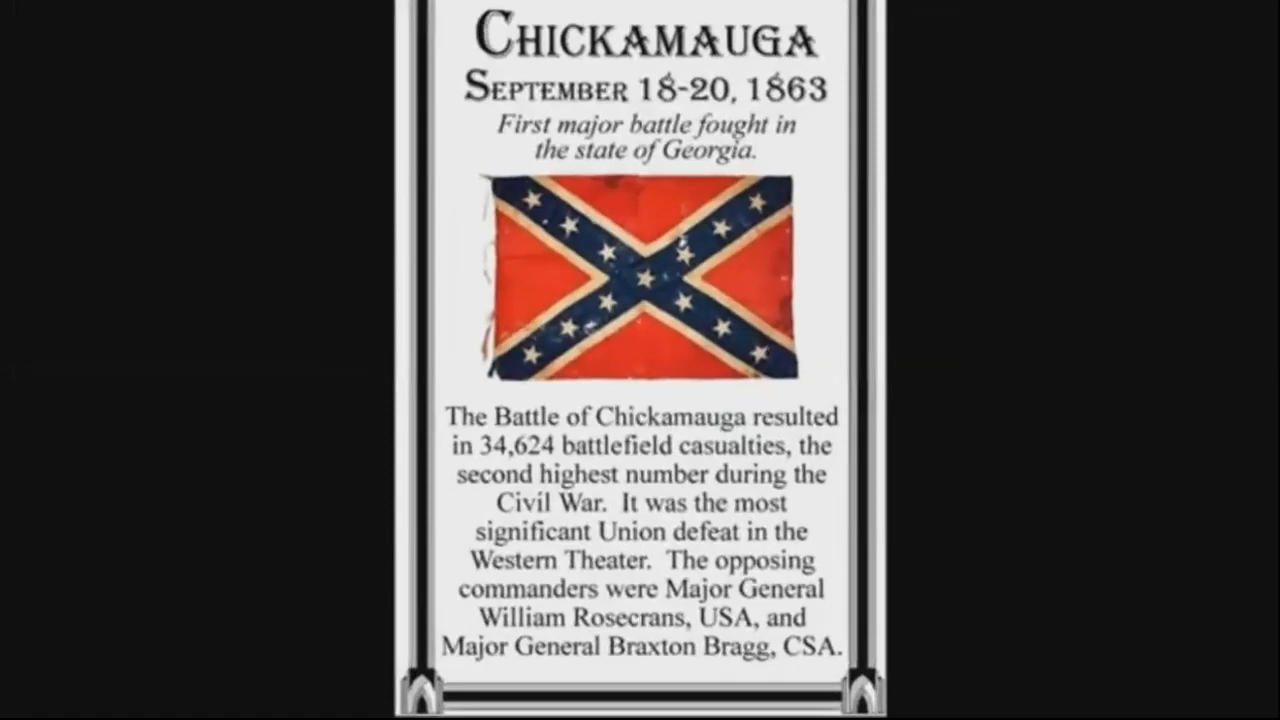 CHICKAMAUGA
SEPTEMBER 18-20, 1863
First major battle fought in
the state of Georgia.
The Battle of Chickamauga resulted
in 34,624 battlefield casualties, the
second highest number during the
Civil War. It was the most
significant Union defeat in the
Western Theater. The opposing
commanders were Major General
William Rosecrans, USA, and
Major General Braxton Bragg, CSA.